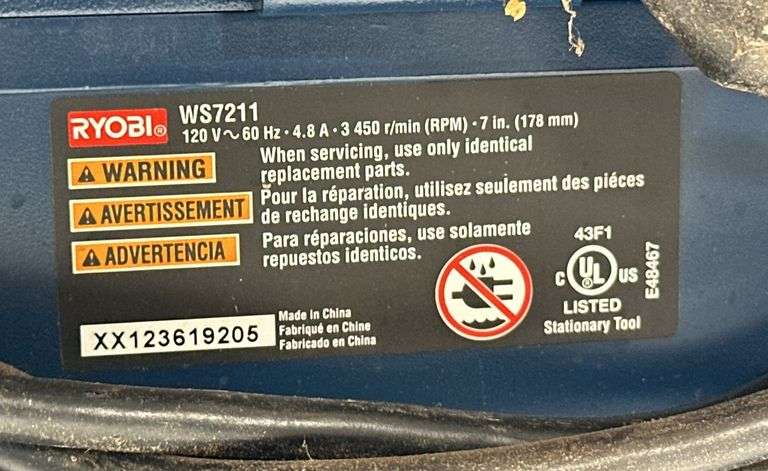 RYOBI®
WS7211
120 V~ 60 Hz • 4.8 A • 3 450 r/min (RPM) • 7 in. (178 mm)
WARNING
When servicing, use only identical
replacement parts.
AVERTISSEMENT
Pour la réparation, utilisez seulement des piéces
de rechange identiques.
ADVERTENCIA
Para réparaciones, use solamente
repuestos identicos.
43F1
C UL US
®
LISTED
Stationary Tool
E48467
XX123619205
Made in China
Fabriqué en Chine
Fabricado en China